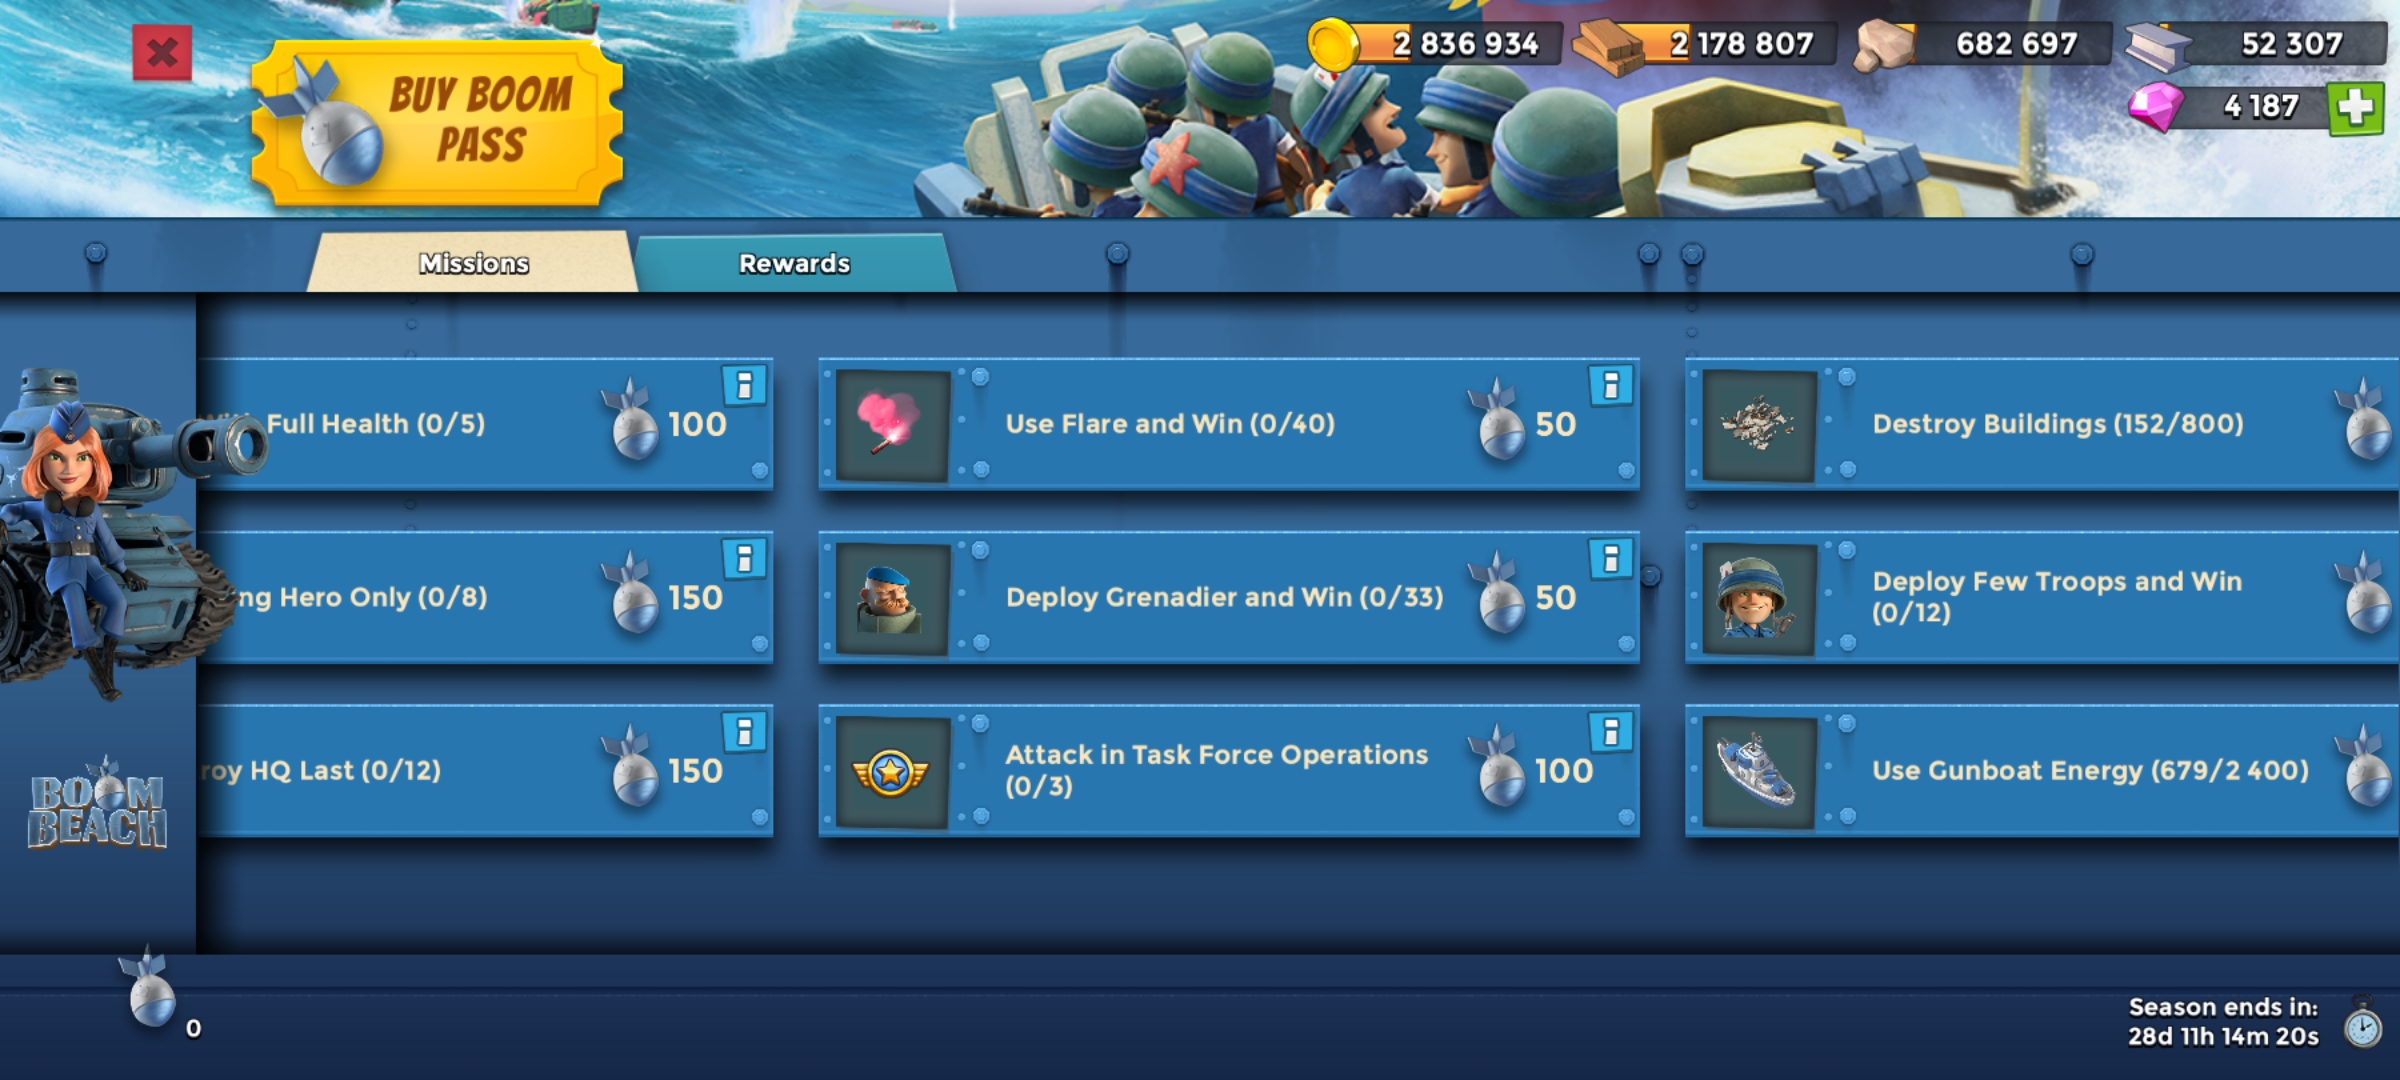 BUY BOOM
PASS
2 836 934
2 178 807
682 697
52 307
4 187
Missions
Rewards
Full Health (0/5)
100
Use Flare and Win (0/40)
50
Destroy Buildings (152/800)
ng Hero Only (0/8)
150
Deploy Grenadier and Win (0/33)
50
Deploy Few Troops and Win
(0/12)
roy HQ Last (0/12)
150
Attack in Task Force Operations
(0/3)
100
Use Gunboat Energy (679/2 400)
BOOM
BEACH
0
Season ends in:
28d 11h 14m 20s